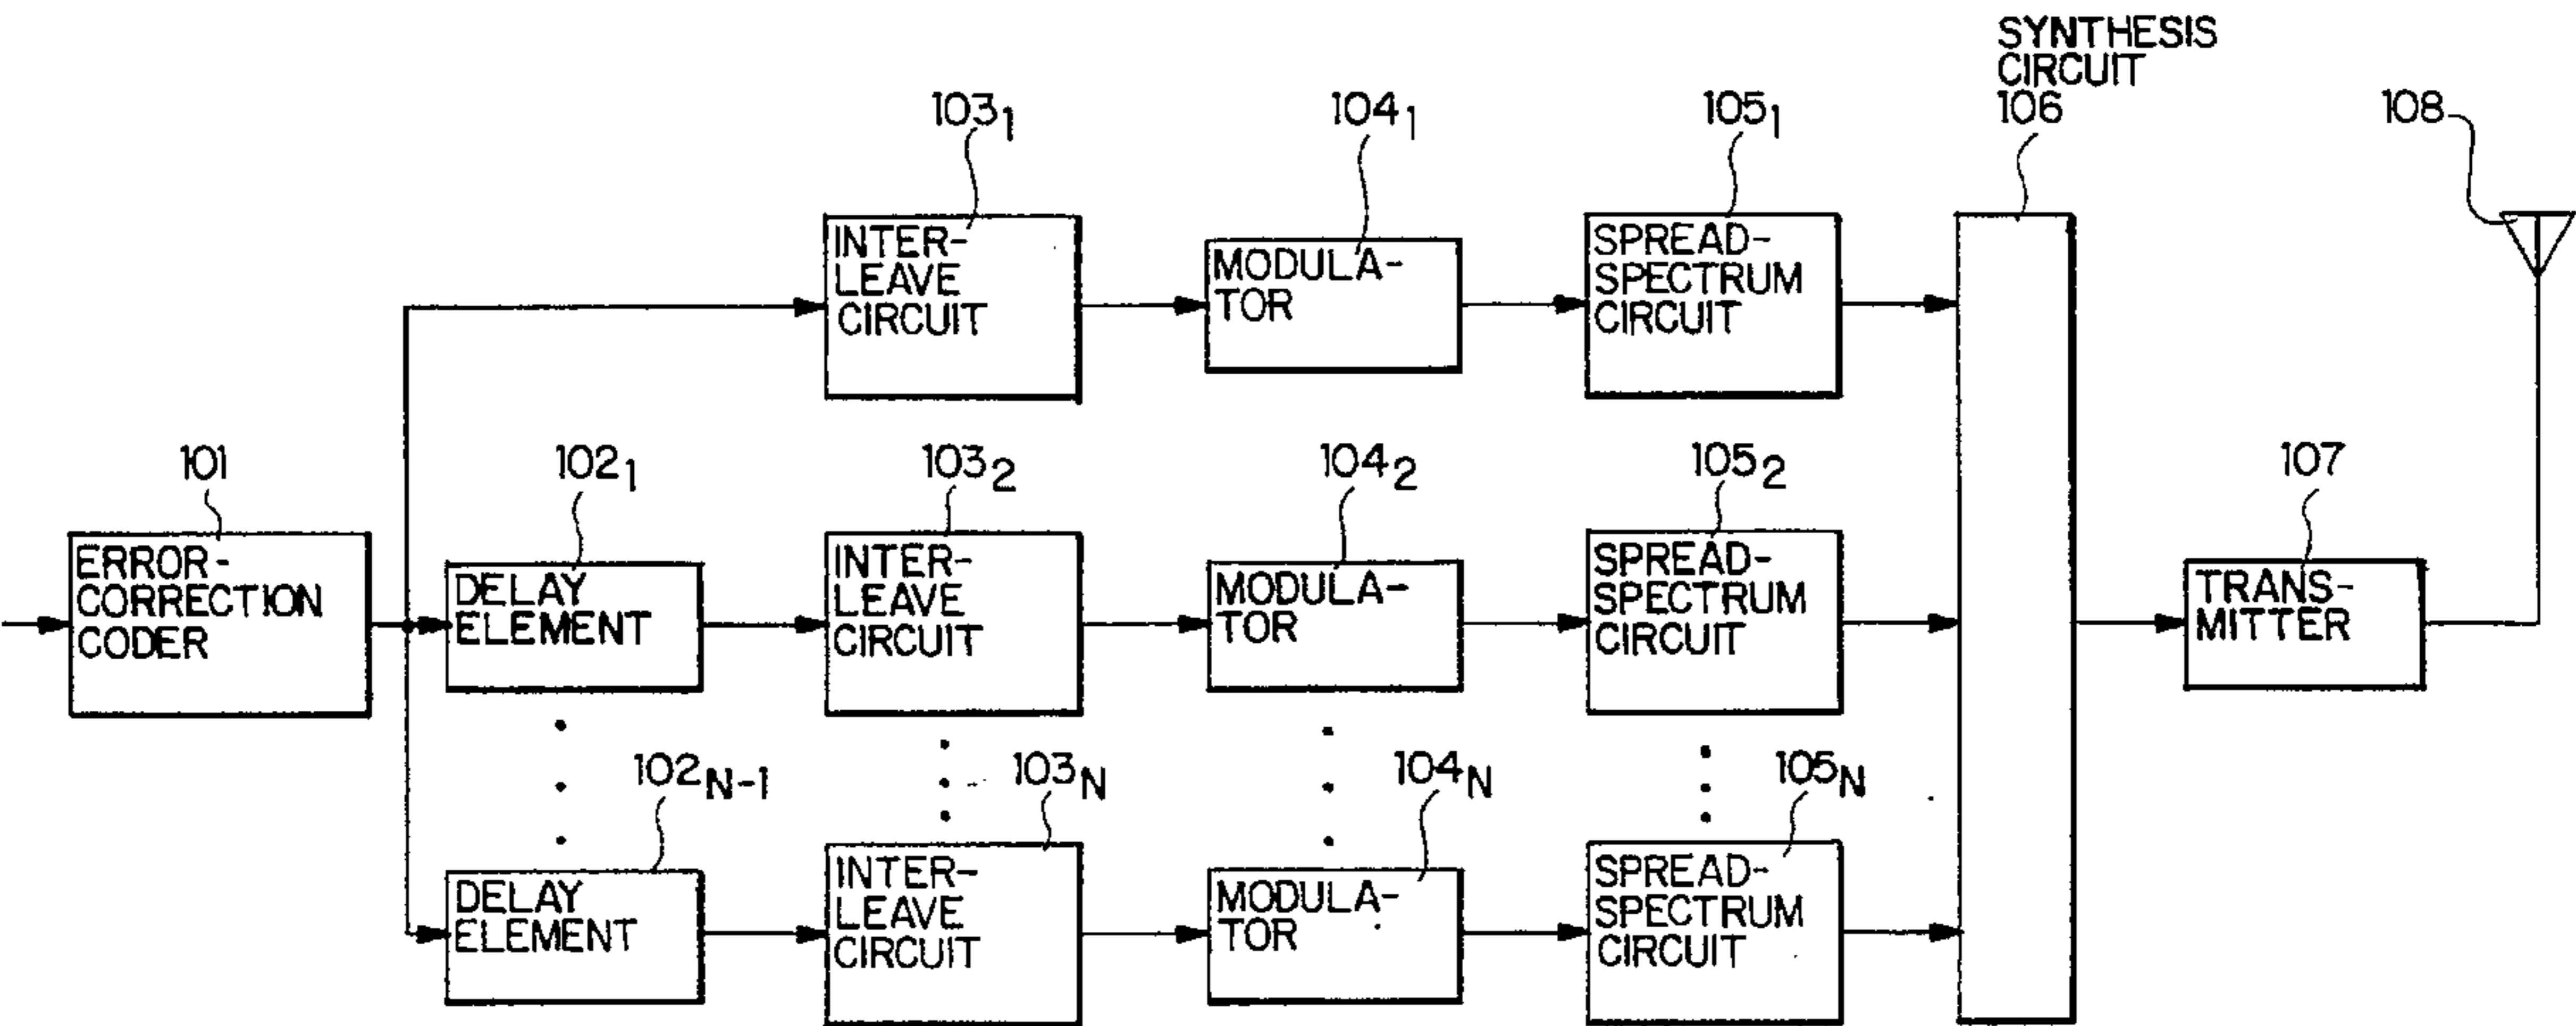 SYNTHESIS
CIRCUIT
106
103₁
104₁
105₁
108
INTER-
LEAVE
CIRCUIT
MODULA-
TOR
SPREAD-
SPECTRUM
CIRCUIT
101
102₁
103₂
104₂
105₂
107
ERROR-
CORRECTION
CODER
DELAY
ELEMENT
INTER-
LEAVE
CIRCUIT
MODULA-
TOR
SPREAD-
SPECTRUM
CIRCUIT
TRANS-
MITTER
102N-1
103N
104N
105N
DELAY
ELEMENT
INTER-
LEAVE
CIRCUIT
MODULA-
TOR
SPREAD-
SPECTRUM
CIRCUIT